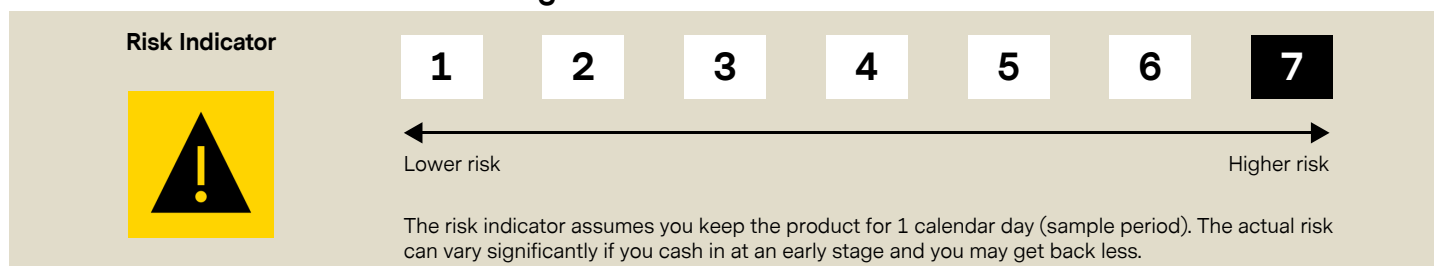 Risk Indicator
1 2 3 4 5 6 7
Lower risk Higher risk
The risk indicator assumes you keep the product for 1 calendar day (sample period). The actual risk
can vary significantly if you cash in at an early stage and you may get back less.